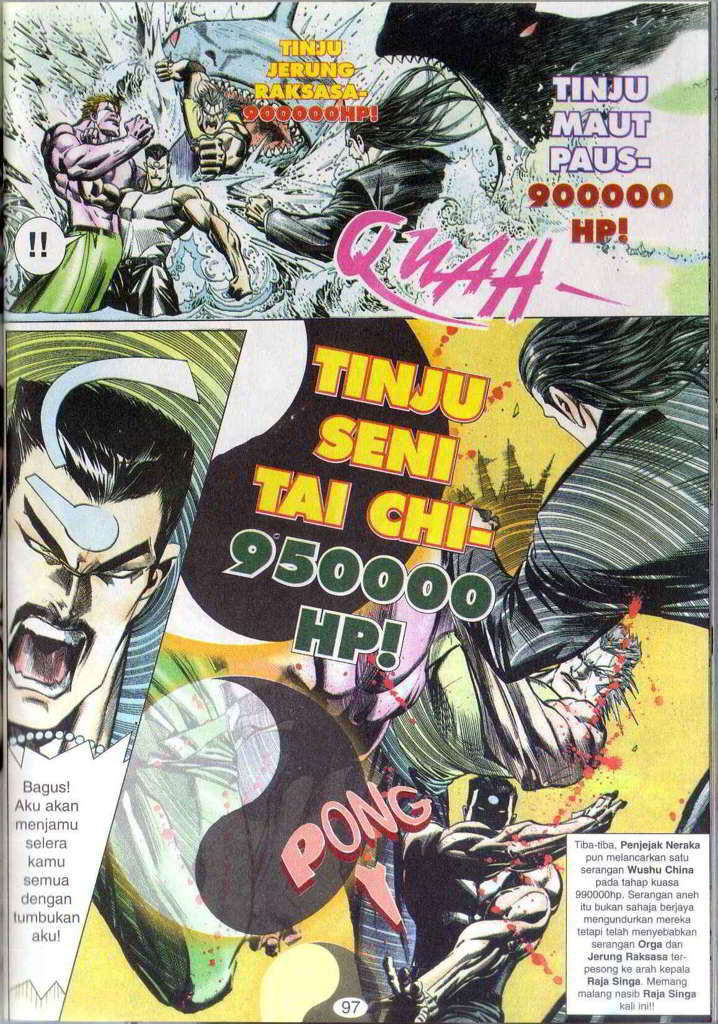 TINJU
JERUNG
RAKSASA-
900000HP!
TINJU
MAUT
PAUS-
900000
HP!
!!
QUAH-
TINJU
SENI
TAI CHI-
950000
HP!
Bagus!
Aku akan
menjamu
selera
kamu
semua
dengan
tumbukan
aku!
PONG
!
Tiba-tiba, Penjejak Neraka
pun melancarkan satu
serangan Wushu China
pada tahap kuasa
990000hp. Serangan aneh
itu bukan sahaja berjaya
mengundurkan mereka
tetapi telah menyebabkan
serangan Orga dan
Jerung Raksasa ter-
pesong ke arah kepala
Raja Singa. Memang
malang nasib Raja Singa
kali ini!!
97